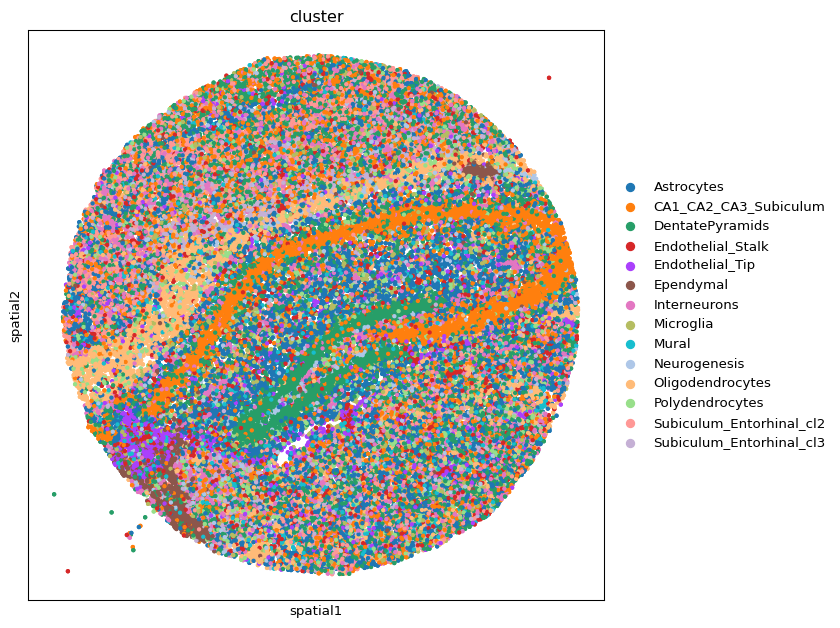 cluster
spatial2
spatial1
Astrocytes
CA1_CA2_CA3_Subiculum
DentatePyramids
Endothelial_Stalk
Endothelial_Tip
Ependymal
Interneurons
Microglia
Mural
Neurogenesis
Oligodendrocytes
Polydendrocytes
Subiculum_Entorhinal_cl2
Subiculum_Entorhinal_cl3